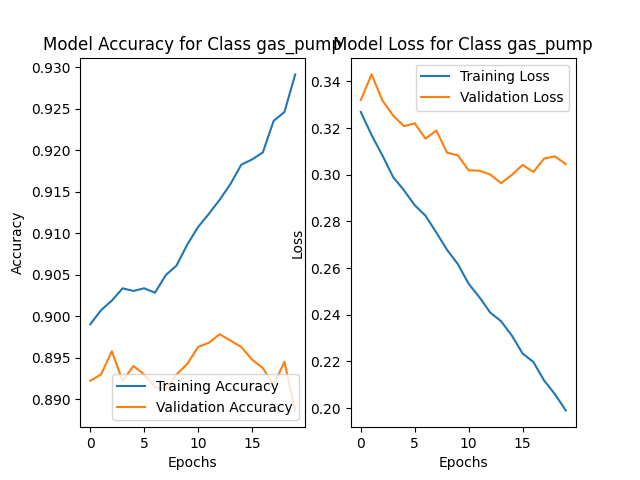 Model Accuracy for Class gas_pump
0.930
0.925
0.920
0.915
0.910
0.905
0.900
0.895
0.890
Accuracy
Training Accuracy
Validation Accuracy
0 5 10 15
Epochs
Model Loss for Class gas_pump
Training Loss
Validation Loss
0.34
0.32
0.30
0.28
0.26
0.24
0.22
0.20
Loss
0 5 10 15
Epochs